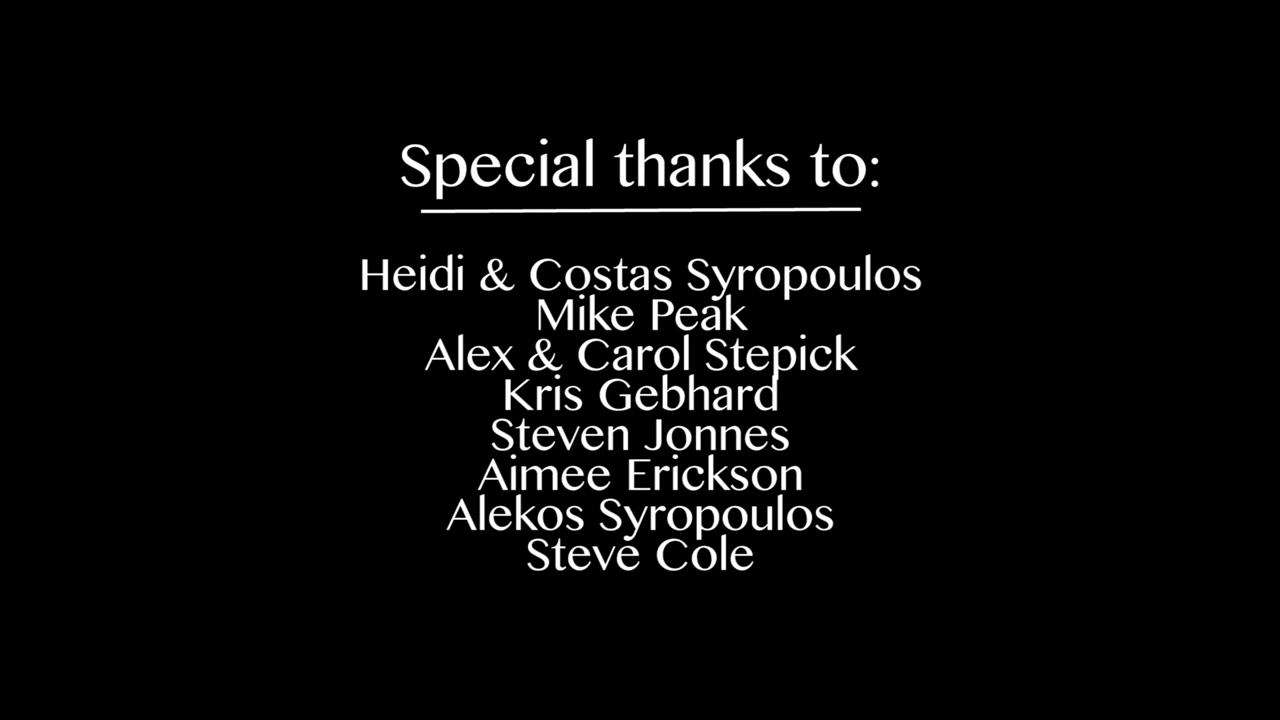 Special thanks to:
Heidi & Costas Syropoulos
Mike Peak
Alex & Carol Stepick
Kris Gebhard
Steven Jonnes
Aimee Erickson
Alekos Syropoulos
Steve Cole